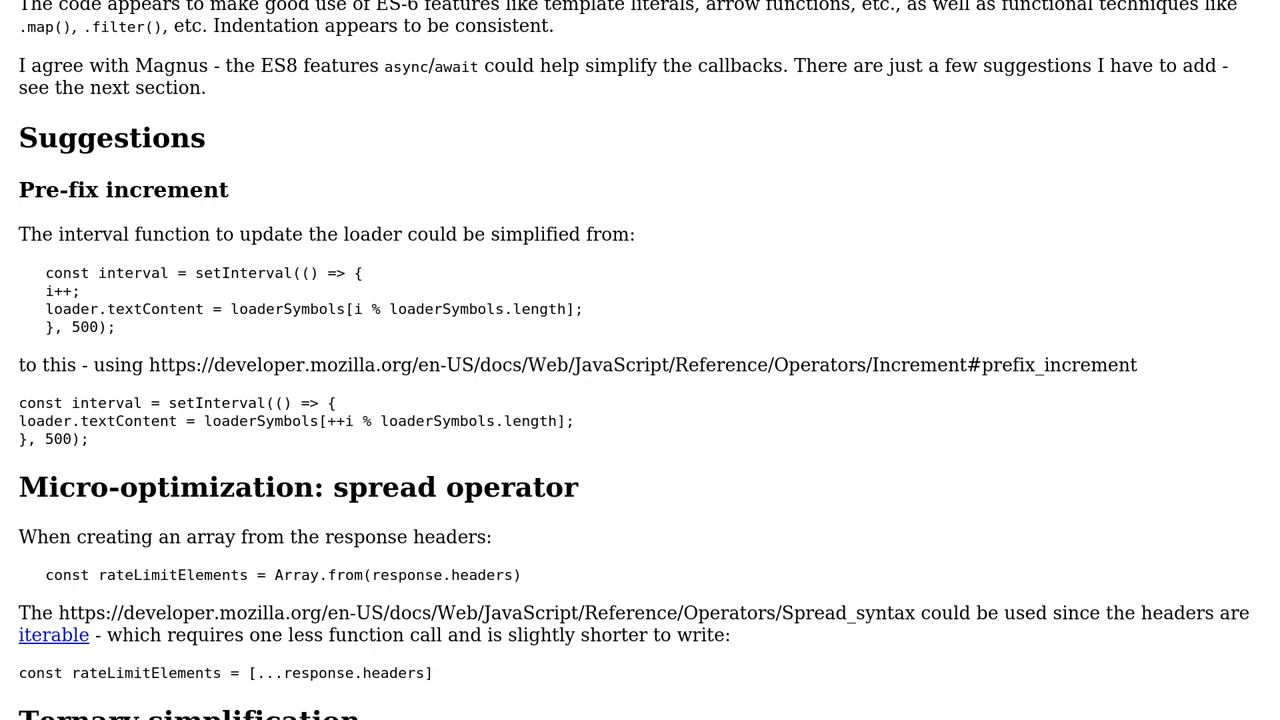 The code appears to make good use of ES-6 features like template literals, arrow functions, etc., as well as functional techniques like
.map(), .filter(), etc. Indentation appears to be consistent.
I agree with Magnus - the ES8 features async/await could help simplify the callbacks. There are just a few suggestions I have to add -
see the next section.
Suggestions
Pre-fix increment
The interval function to update the loader could be simplified from:
const interval = setInterval(() => {
i++;
loader.textContent = loaderSymbols[i % loaderSymbols.length];
}, 500);
to this - using https://developer.mozilla.org/en-US/docs/Web/JavaScript/Reference/Operators/Increment#prefix_increment
const interval = setInterval(() => {
loader.textContent = loaderSymbols[++i % loaderSymbols.length];
}, 500);
Micro-optimization: spread operator
When creating an array from the response headers:
const rateLimitElements = Array.from(response.headers)
The https://developer.mozilla.org/en-US/docs/Web/JavaScript/Reference/Operators/Spread_syntax could be used since the headers are
iterable - which requires one less function call and is slightly shorter to write:
const rateLimitElements = [...response.headers]
Ternary simplification